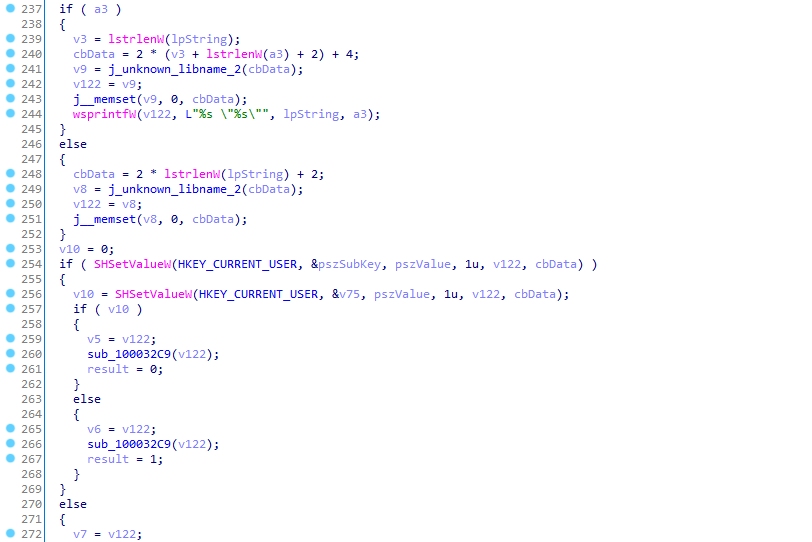 237 if ( a3 )
238 {
239 v3 = lstrlenW(lpString);
240 cbData = 2 * (v3 + lstrlenW(a3) + 2) + 4;
241 v9 = j_unknown_libname_2(cbData);
242 v122 = v9;
243 j__memset(v9, 0, cbData);
244 wsprintfW(v122, L"%s \"%s\"", lpString, a3);
245 }
246 else
247 {
248 cbData = 2 * lstrlenW(lpString) + 2;
249 v8 = j_unknown_libname_2(cbData);
250 v122 = v8;
251 j__memset(v8, 0, cbData);
252 }
253 v10 = 0;
254 if ( SHSetValueW(HKEY_CURRENT_USER, &pszSubKey, pszValue, 1u, v122, cbData) )
255 {
256 v10 = SHSetValueW(HKEY_CURRENT_USER, &v75, pszValue, 1u, v122, cbData);
257 if ( v10 )
258 {
259 v5 = v122;
260 sub_100032C9(v122);
261 result = 0;
262 }
263 else
264 {
265 v6 = v122;
266 sub_100032C9(v122);
267 result = 1;
268 }
269 }
270 else
271 {
272 v7 = v122;